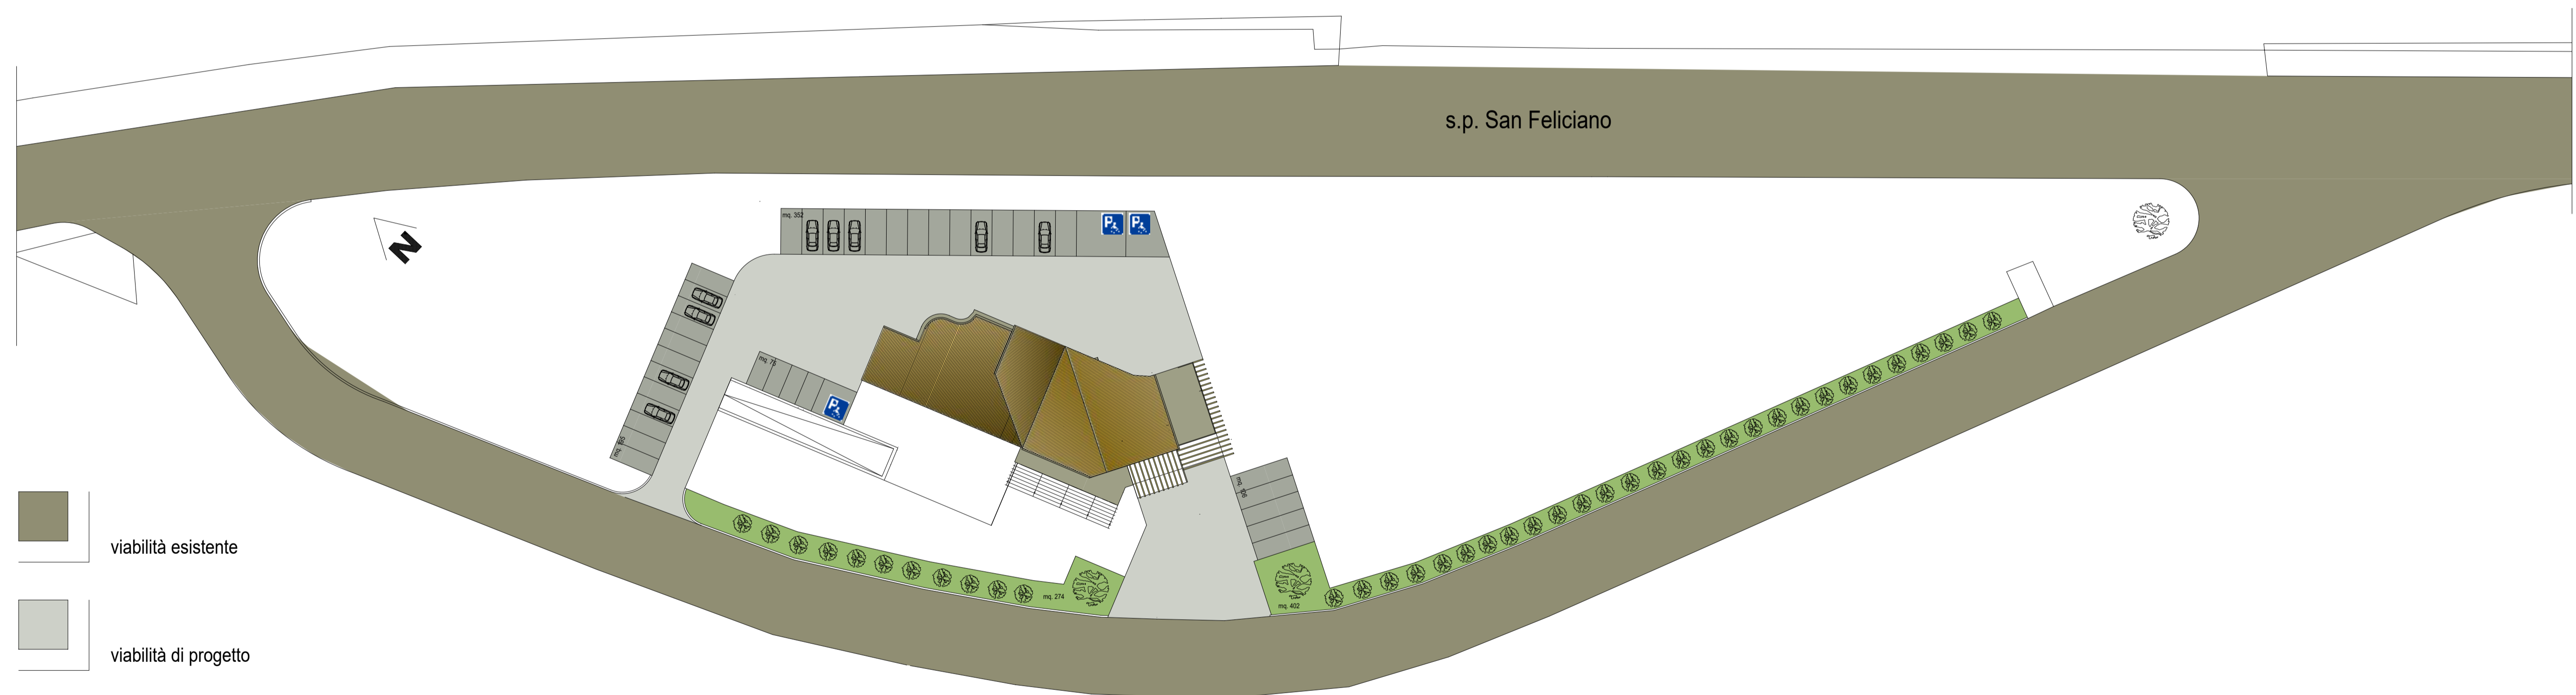 s.p. San Feliciano
mq. 352
P
P
N
mq. 75
P
mq. 274
mq. 402
viabilità esistente
viabilità di progetto